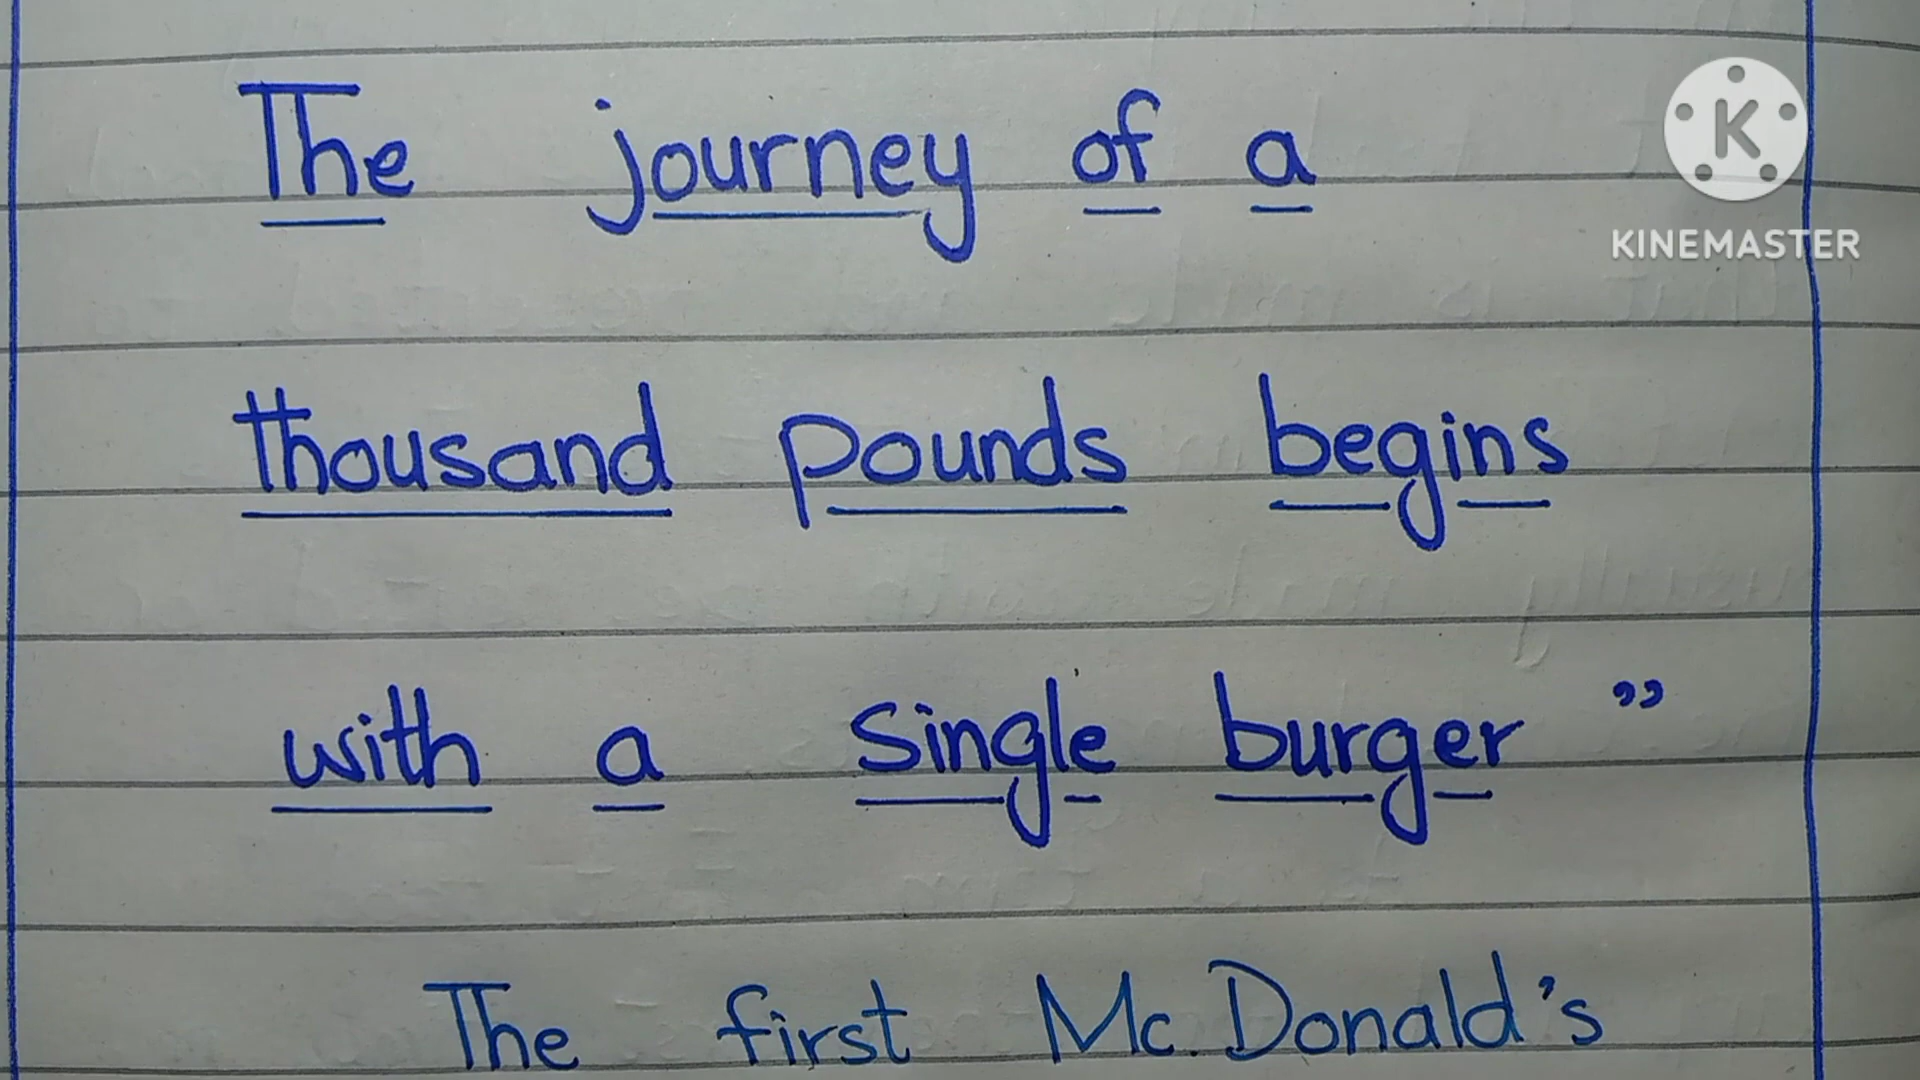 The journey of a
KINEMASTER
thousand pounds begins
with a single burger ”
The first Mc. Donald's